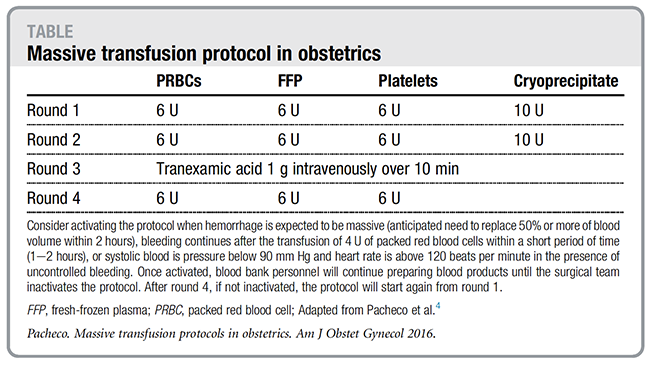 TABLE
Massive transfusion protocol in obstetrics
PRBCs FFP Platelets Cryoprecipitate
Round 1 6 U 6 U 6 U 10 U
Round 2 6 U 6 U 6 U 10 U
Round 3 Tranexamic acid 1 g intravenously over 10 min
Round 4 6 U 6 U 6 U
Consider activating the protocol when hemorrhage is expected to be massive (anticipated need to replace 50% or more of blood
volume within 2 hours), bleeding continues after the transfusion of 4 U of packed red blood cells within a short period of time
(1—2 hours), or systolic blood is pressure below 90 mm Hg and heart rate is above 120 beats per minute in the presence of
uncontrolled bleeding. Once activated, blood bank personnel will continue preparing blood products until the surgical team
inactivates the protocol. After round 4, if not inactivated, the protocol will start again from round 1.
FFP, fresh-frozen plasma; PRBC, packed red blood cell; Adapted from Pacheco et al.4
Pacheco. Massive transfusion protocols in obstetrics. Am J Obstet Gynecol 2016.